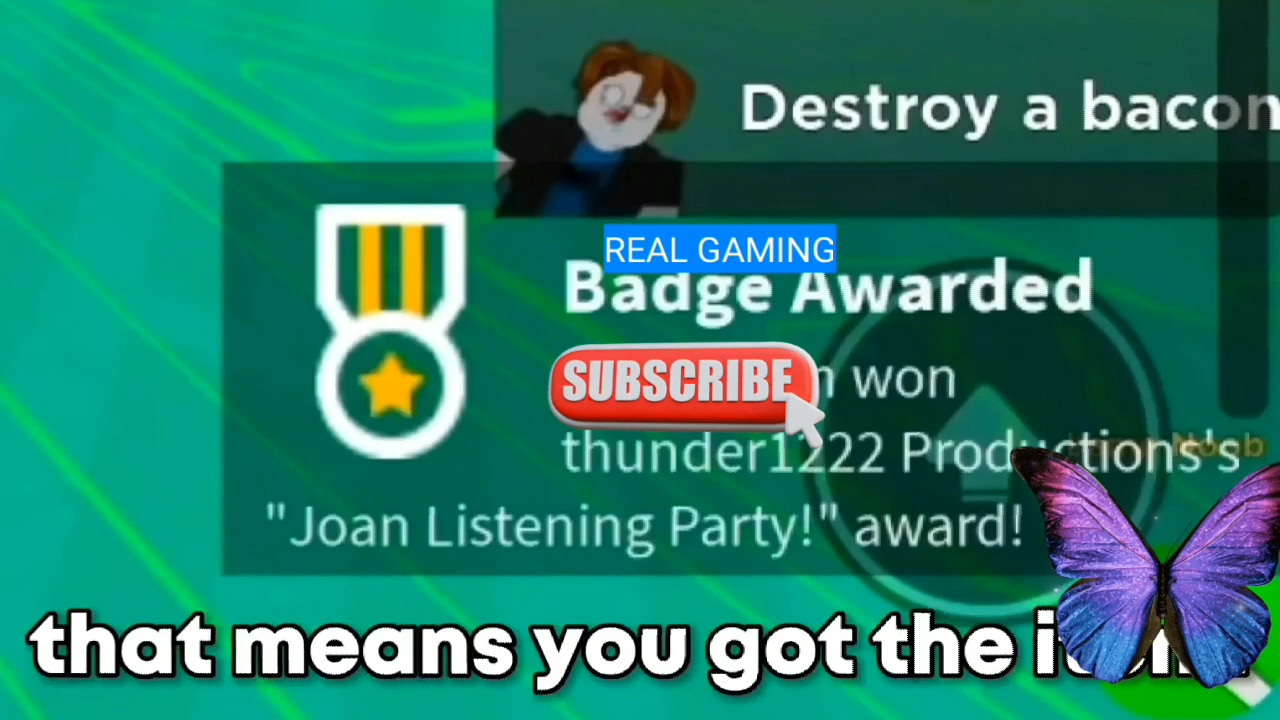 Destroy a bacon
REAL GAMING
Badge Awarded
SUBSCRIBE
won
thunder1222 Productions's
"Joan Listening Party!" award!
that means you got the